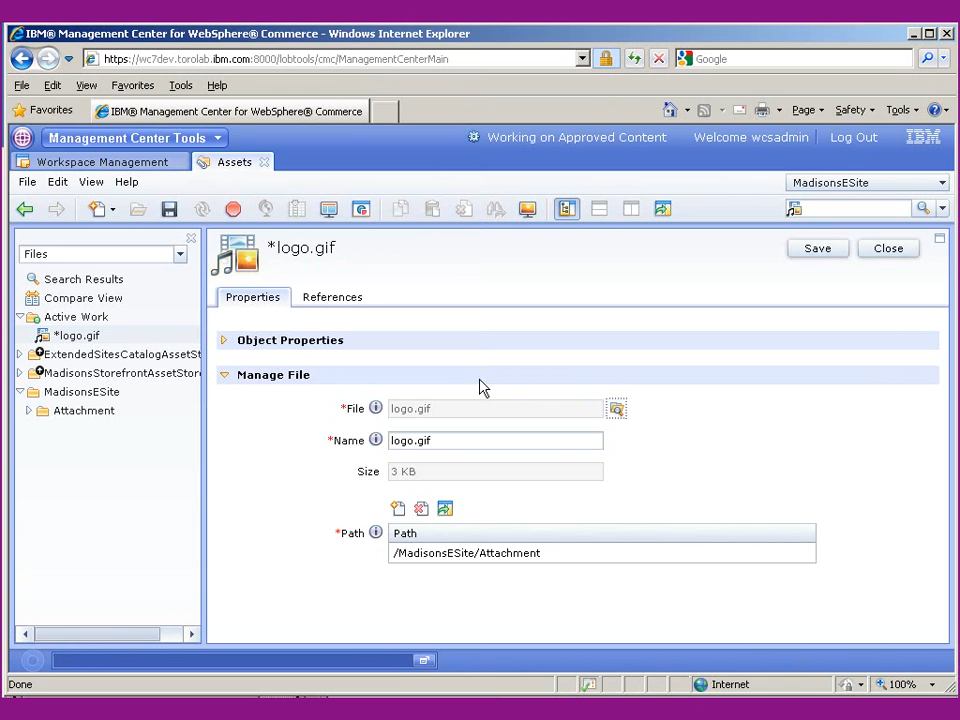 IBM® Management Center for WebSphere® Commerce - Windows Internet Explorer
https://wc7dev.torolab.ibm.com:8000/lobtools/cmc/ManagementCenterMain
Google
File Edit View Favorites Tools Help
Favorites IBM® Management Center for WebSphere® Commerce Page Safety Tools
Management Center Tools Working on Approved Content Welcome wcsadmin Log Out IBM
Workspace Management Assets
File Edit View Help MadisonsESite
Files
*logo.gif Save Close
Search Results
Compare View
Properties References
Active Work
*logo.gif
Object Properties
ExtendedSitesCatalogAssetSt
MadisonsStorefrontAssetStore
Manage File
MadisonsESite
Attachment
*File logo.gif
*Name logo.gif
Size 3 KB
*Path Path
/MadisonsESite/Attachment
Done Internet 100%